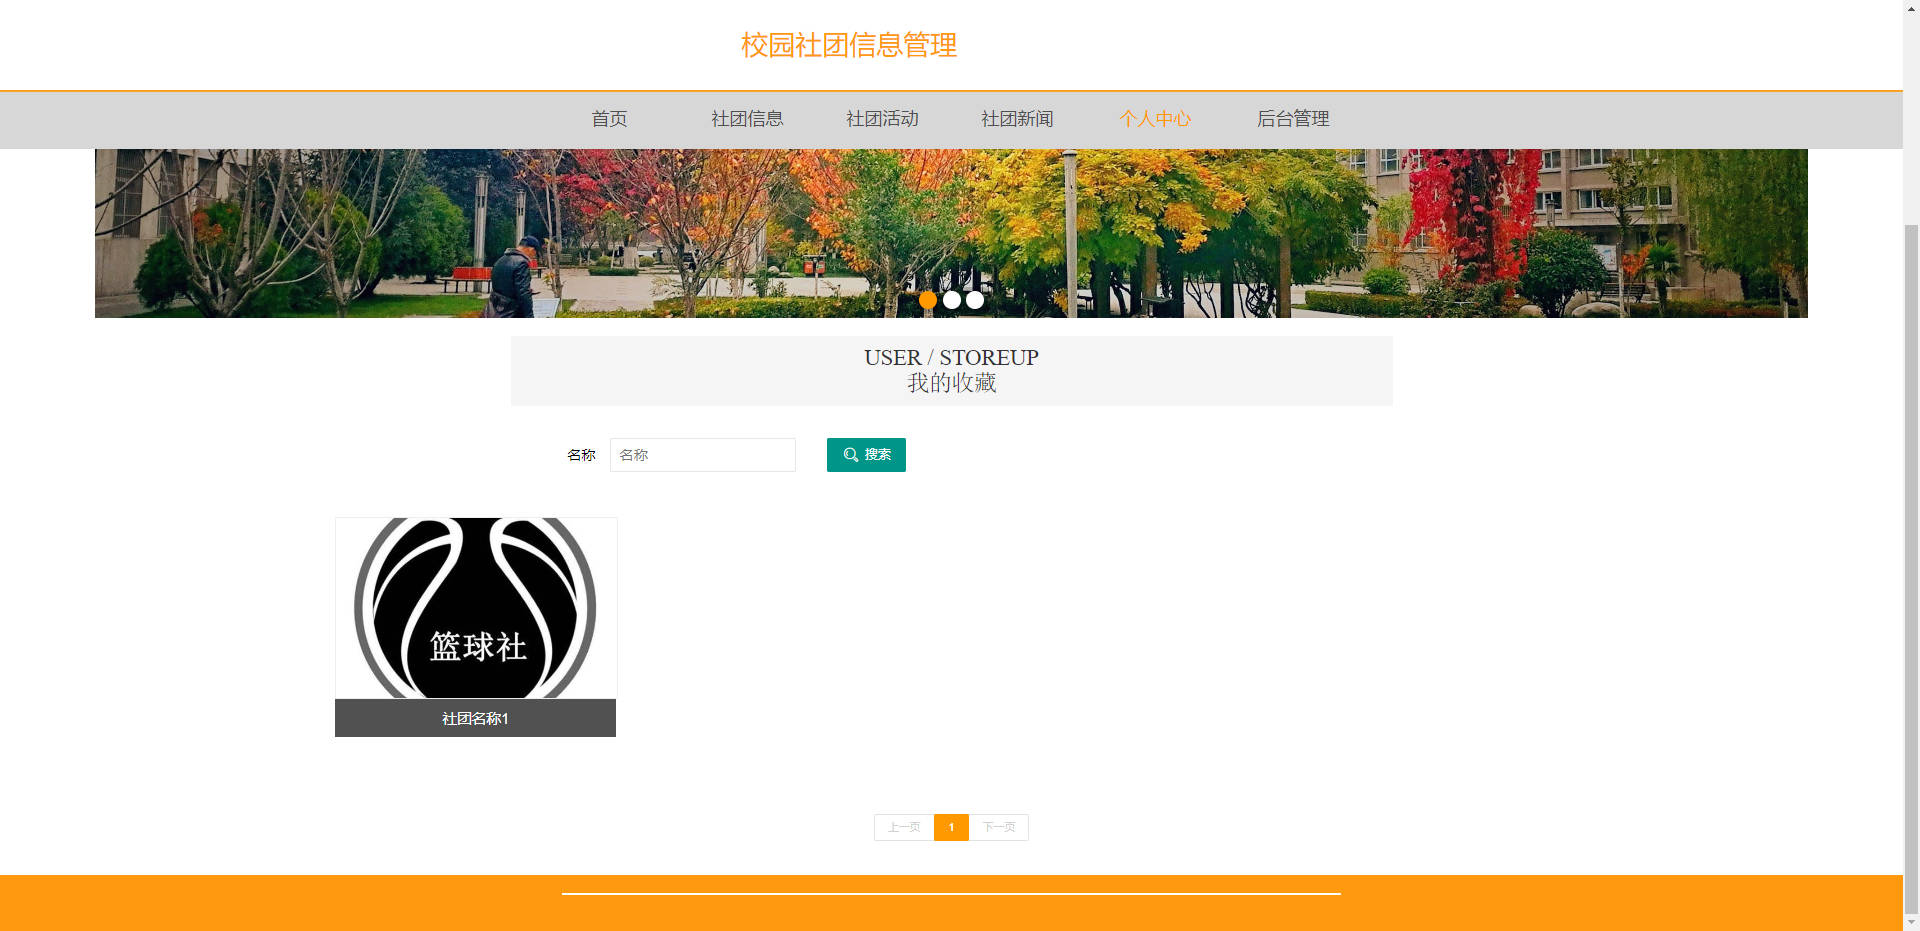 校园社团信息管理
首页 社团信息 社团活动 社团新闻 个人中心 后台管理
USER / STOREUP
我的收藏
名称 名称 搜索
篮球社
社团名称1
上一页 1 下一页